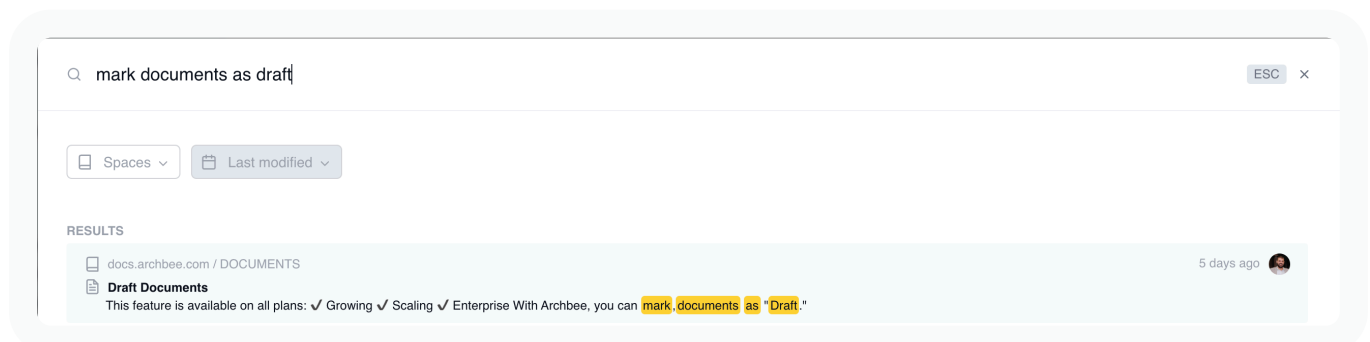 mark documents as draft
ESC
Spaces
Last modified
RESULTS
docs.archbee.com / DOCUMENTS
5 days ago
Draft Documents
This feature is available on all plans: ✔ Growing ✔ Scaling ✔ Enterprise With Archbee, you can mark, documents as "Draft."